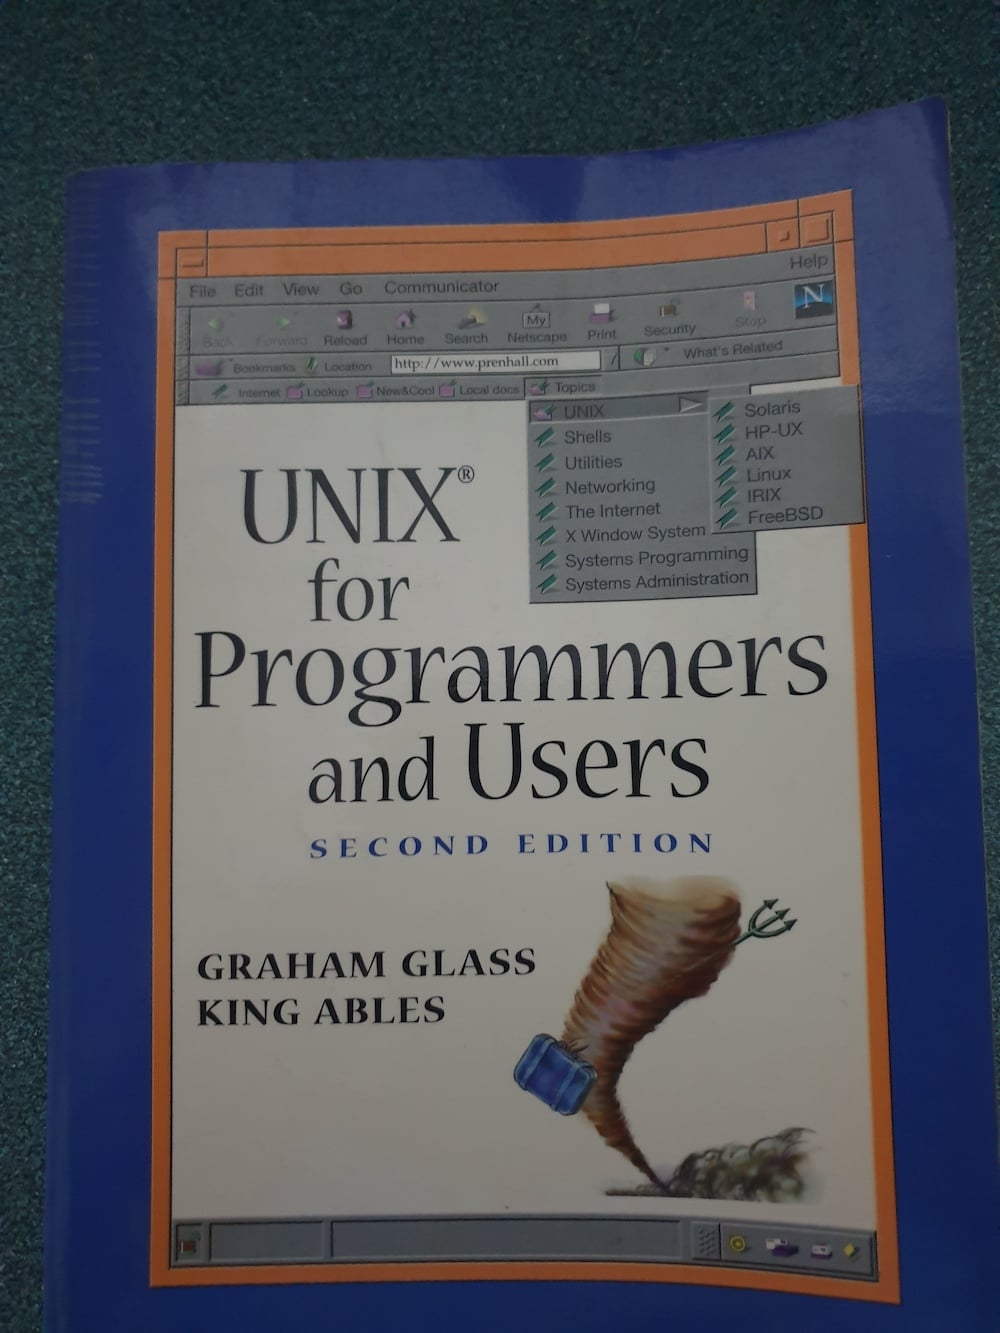 Help
File Edit View Go Communicator
N
Back Forward Reload Home Search My Netscape Print Security Stop
Bookmarks Location http://www.prenhall.com What's Related
Internet Lookup New&Cool Local docs Topics
UNIX
Shells
Utilities
Networking
The Internet
X Window System
Systems Programming
Systems Administration
Solaris
HP-UX
AIX
Linux
IRIX
FreeBSD
UNIX®
for
Programmers
and Users
SECOND EDITION
GRAHAM GLASS
KING ABLES